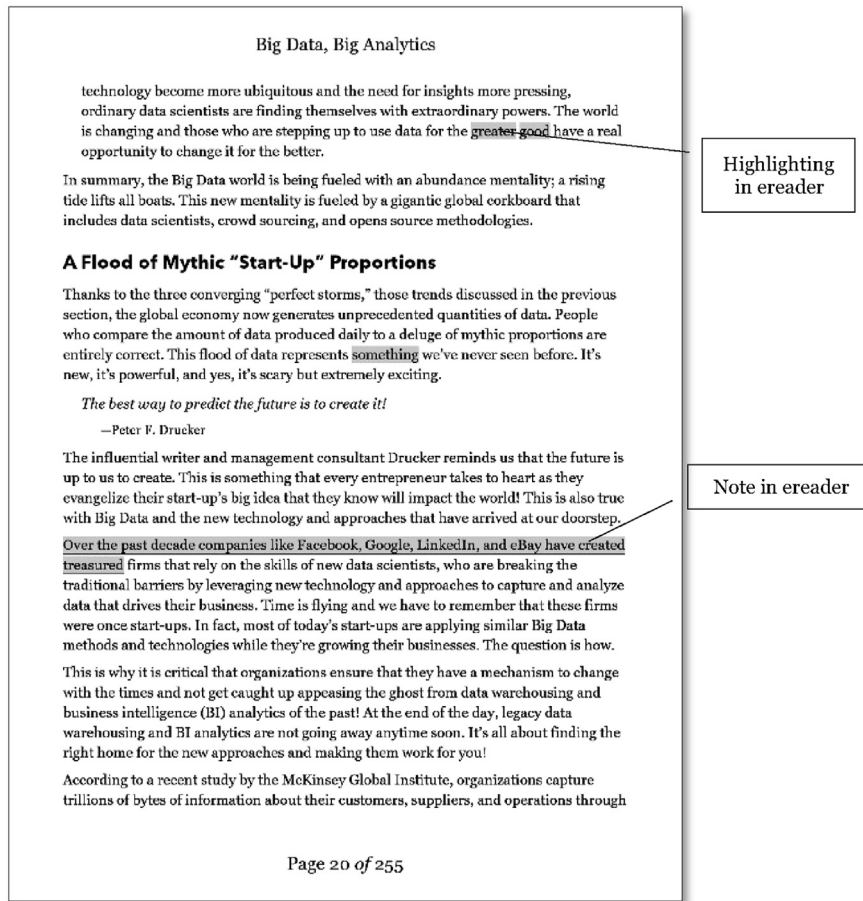 Big Data, Big Analytics
technology become more ubiquitous and the need for insights more pressing,
ordinary data scientists are finding themselves with extraordinary powers. The world
is changing and those who are stepping up to use data for the greater good have a real
opportunity to change it for the better.
Highlighting
in ereader
In summary, the Big Data world is being fueled with an abundance mentality; a rising
tide lifts all boats. This new mentality is fueled by a gigantic global corkboard that
includes data scientists, crowd sourcing, and opens source methodologies.
A Flood of Mythic “Start-Up” Proportions
Thanks to the three converging “perfect storms,” those trends discussed in the previous
section, the global economy now generates unprecedented quantities of data. People
who compare the amount of data produced daily to a deluge of mythic proportions are
entirely correct. This flood of data represents something we’ve never seen before. It’s
new, it’s powerful, and yes, it’s scary but extremely exciting.
The best way to predict the future is to create it!
—Peter F. Drucker
The influential writer and management consultant Drucker reminds us that the future is
up to us to create. This is something that every entrepreneur takes to heart as they
evangelize their start-up’s big idea that they know will impact the world! This is also true
with Big Data and the new technology and approaches that have arrived at our doorstep.
Note in ereader
Over the past decade companies like Facebook, Google, LinkedIn, and eBay have created
treasured firms that rely on the skills of new data scientists, who are breaking the
traditional barriers by leveraging new technology and approaches to capture and analyze
data that drives their business. Time is flying and we have to remember that these firms
were once start-ups. In fact, most of today’s start-ups are applying similar Big Data
methods and technologies while they’re growing their businesses. The question is how.
This is why it is critical that organizations ensure that they have a mechanism to change
with the times and not get caught up appeasing the ghost from data warehousing and
business intelligence (BI) analytics of the past! At the end of the day, legacy data
warehousing and BI analytics are not going away anytime soon. It’s all about finding the
right home for the new approaches and making them work for you!
According to a recent study by the McKinsey Global Institute, organizations capture
trillions of bytes of information about their customers, suppliers, and operations through
Page 20 of 255